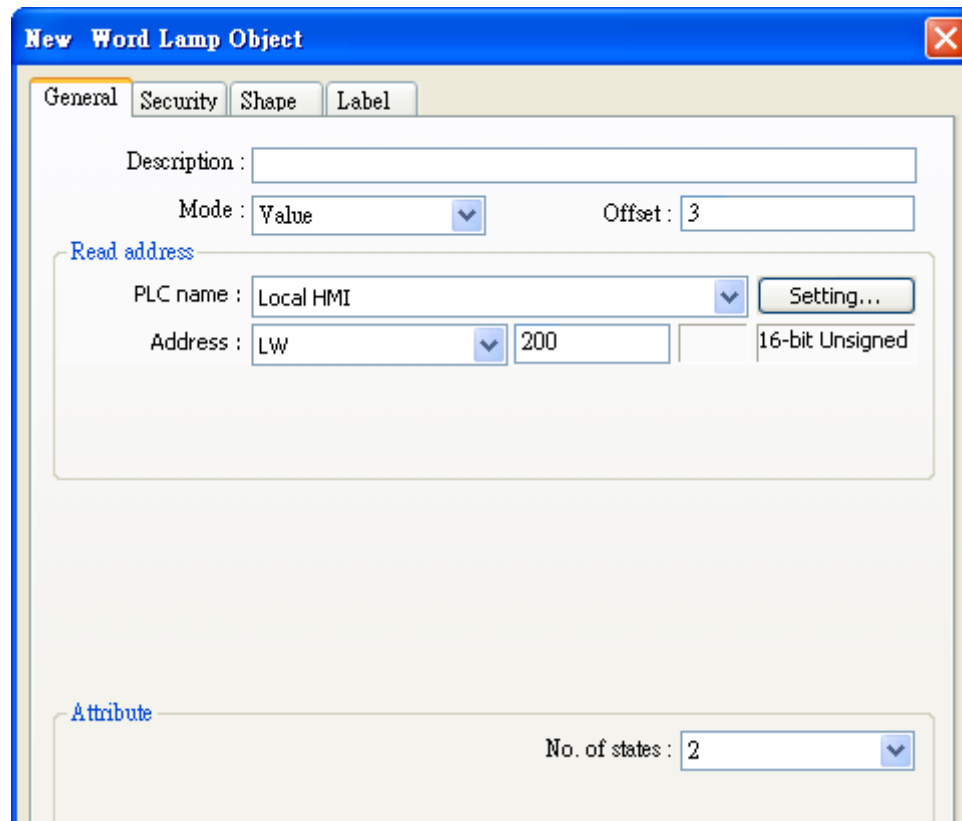 New Word Lamp Object
General Security Shape Label
Description :
Mode : Value Offset : 3
Read address
PLC name : Local HMI Setting...
Address : LW 200 16-bit Unsigned
Attribute
No. of states : 2